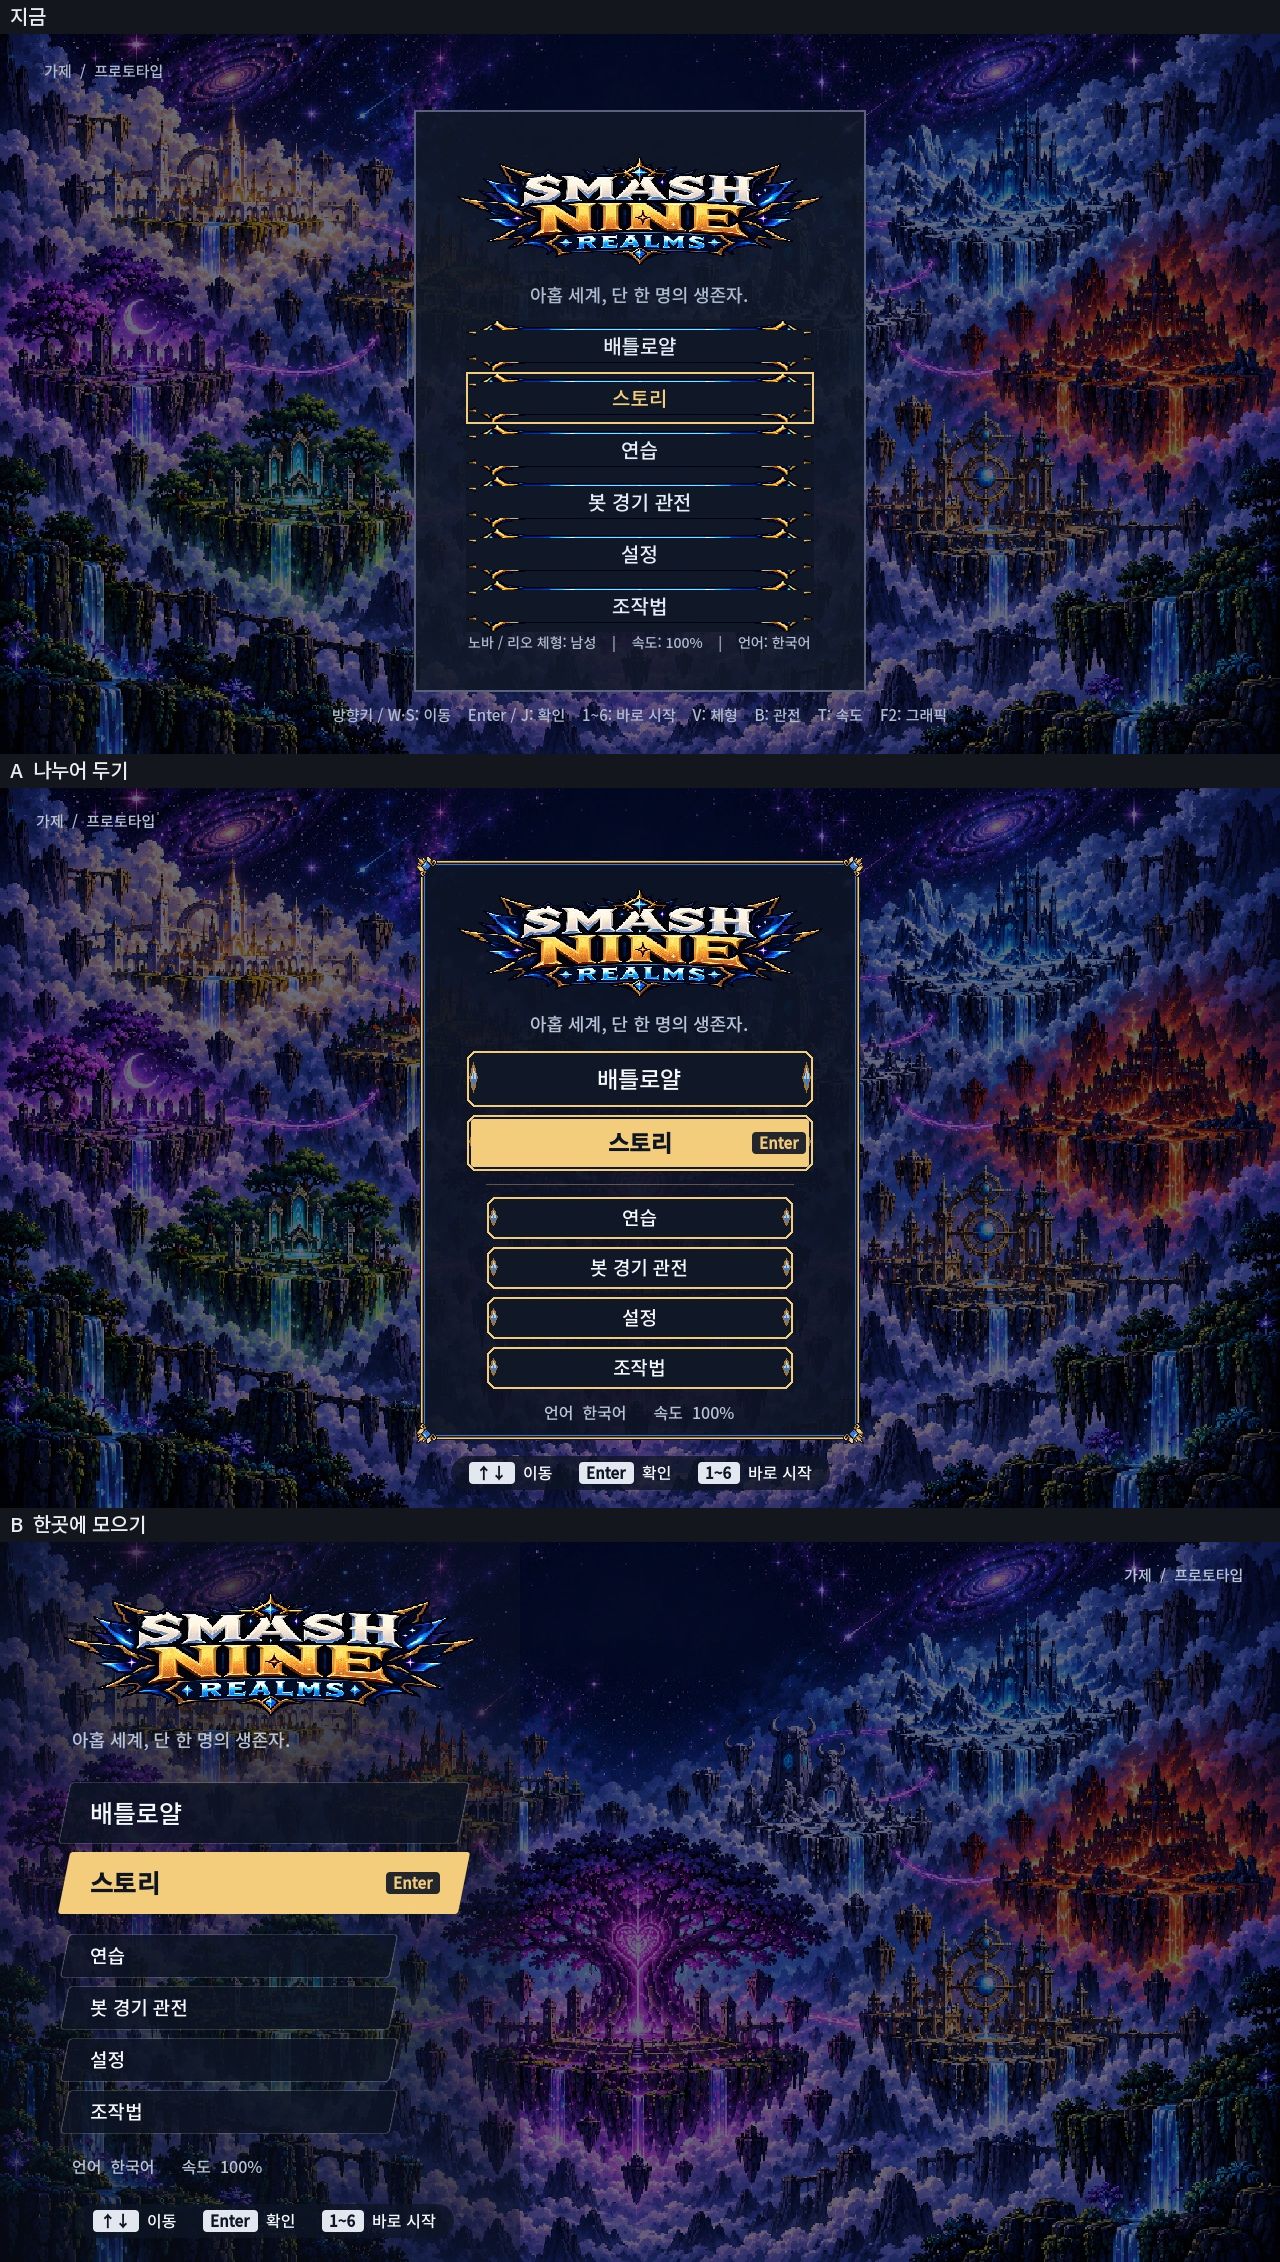 지금
가제 / 프로토타입
SMASH
NINE
REALMS
아홉 세계, 단 한 명의 생존자.
배틀로얄
스토리
연습
봇 경기 관전
설정
조작법
노바 / 리오 체형: 남성 | 속도: 100% | 언어: 한국어
방향키 / W·S: 이동 Enter / J: 확인 1~6: 바로 시작 V: 체형 B: 관전 T: 속도 F2: 그래픽
A 나누어 두기
가제 / 프로토타입
SMASH
NINE
REALMS
아홉 세계, 단 한 명의 생존자.
배틀로얄
스토리 Enter
연습
봇 경기 관전
설정
조작법
언어 한국어 속도 100%
↑↓ 이동 Enter 확인 1~6 바로 시작
B 한곳에 모으기
가제 / 프로토타입
SMASH
NINE
REALMS
아홉 세계, 단 한 명의 생존자.
배틀로얄
스토리 Enter
연습
봇 경기 관전
설정
조작법
언어 한국어 속도 100%
↑↓ 이동 Enter 확인 1~6 바로 시작